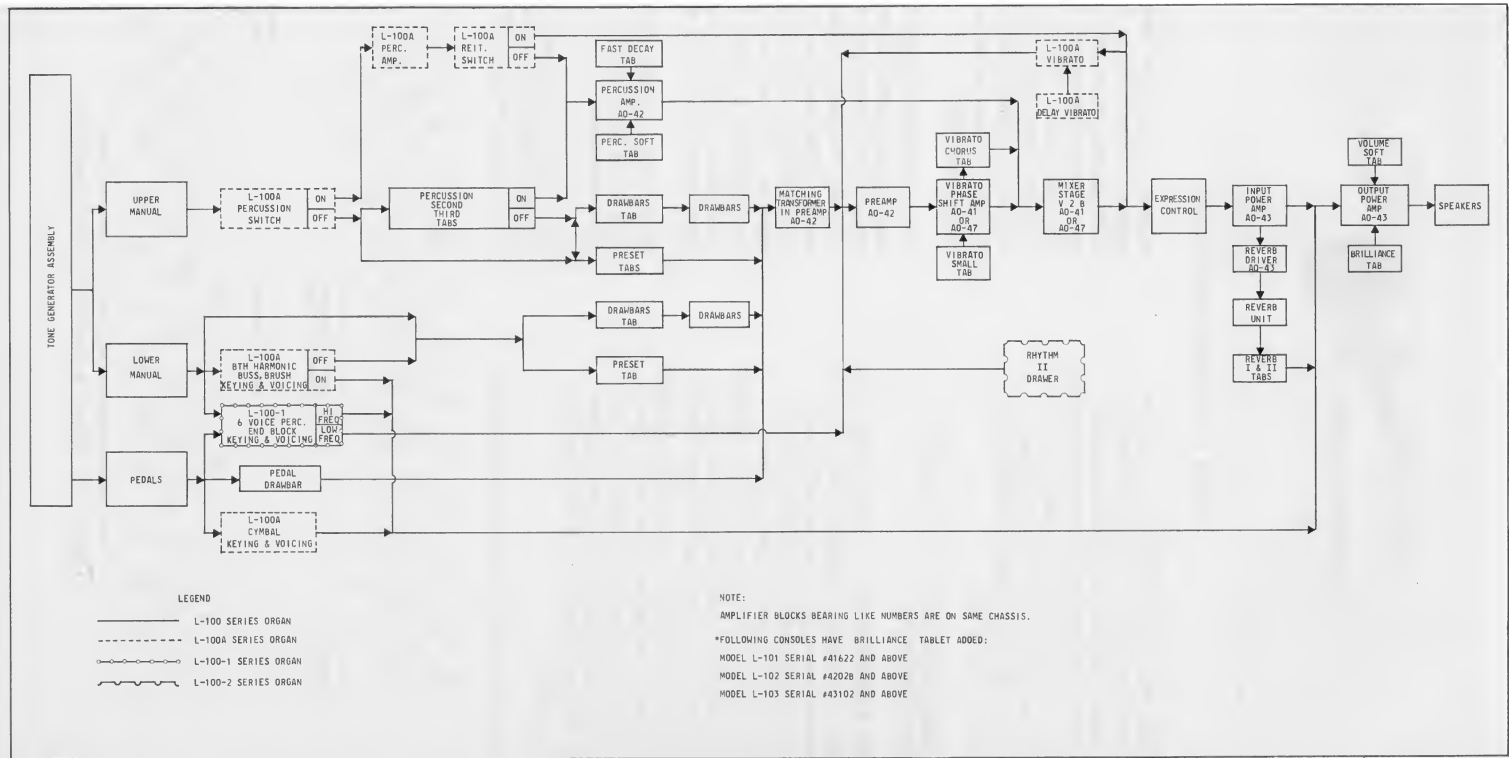 TONE GENERATOR ASSEMBLY
UPPER
MANUAL
LOWER
MANUAL
PEDALS
L-100A
PERCUSSION
SWITCH
ON
OFF
L-100A
PERC.
AMP.
L-100A
REIT.
SWITCH
ON
OFF
PERCUSSION
SECOND
THIRD
TABS
ON
OFF
FAST DECAY
TAB
PERCUSSION
AMP.
AO-42
PERC. SOFT
TAB
DRAWBARS
TAB
DRAWBARS
PRESET
TABS
L-100A
8TH HARMONIC
BUSS, BRUSH
KEYING & VOICING
OFF
ON
DRAWBARS
TAB
DRAWBARS
PRESET
TAB
L-100-1
6 VOICE PERC.
END BLOCK
KEYING & VOICING
HI
FREQ
LOW
FREQ
PEDAL
DRAWBAR
L-100A
CYMBAL
KEYING & VOICING
MATCHING
TRANSFORMER
IN PREAMP
AO-42
PREAMP
AO-42
VIBRATO
CHORUS
TAB
VIBRATO
PHASE
SHIFT AMP
AO-41
OR
AO-47
VIBRATO
SMALL
TAB
L-100A
VIBRATO
L-100A
DELAY VIBRATO
MIXER
STAGE
V 2 B
AO-41
OR
AO-47
RHYTHM
II
DRAWER
EXPRESSION
CONTROL
INPUT
POWER
AMP
AO-43
REVERB
DRIVER
AO-43
REVERB
UNIT
REVERB
I & II
TABS
VOLUME
SOFT
TAB
OUTPUT
POWER
AMP
AO-43
BRILLIANCE
TAB
SPEAKERS
LEGEND
L-100 SERIES ORGAN
L-100A SERIES ORGAN
L-100-1 SERIES ORGAN
L-100-2 SERIES ORGAN
NOTE:
AMPLIFIER BLOCKS BEARING LIKE NUMBERS ARE ON SAME CHASSIS.
*FOLLOWING CONSOLES HAVE BRILLIANCE TABLET ADDED:
MODEL L-101 SERIAL #41622 AND ABOVE
MODEL L-102 SERIAL #42028 AND ABOVE
MODEL L-103 SERIAL #43102 AND ABOVE